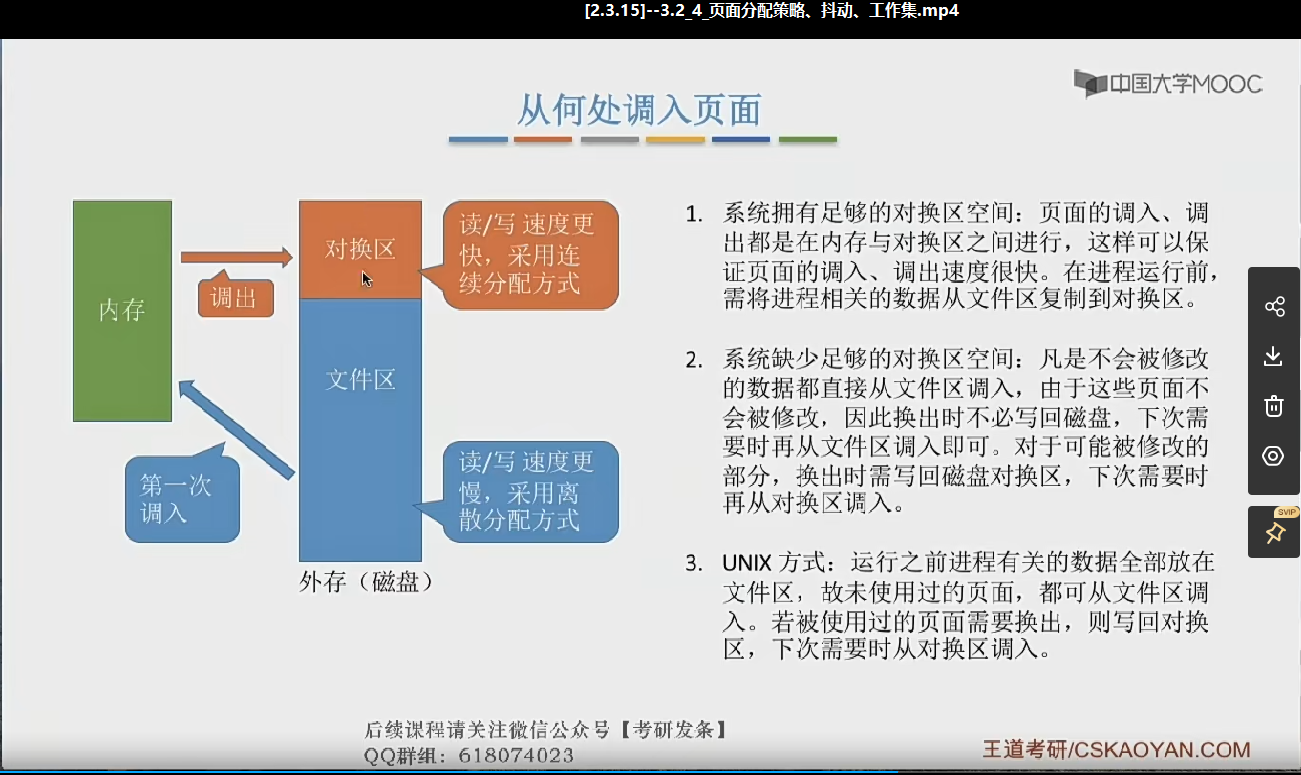 [2.3.15]--3.2_4_页面分配策略、抖动、工作集.mp4
中国大学MOOC
从何处调入页面
内存
调出
对换区
读/写 速度更
快，采用连
续分配方式
文件区
第一次
调入
读/写 速度更
慢，采用离
散分配方式
外存（磁盘）
1. 系统拥有足够的对换区空间：页面的调入、调
出都是在内存与对换区之间进行，这样可以保
证页面的调入、调出速度很快。在进程运行前，
需将进程相关的数据从文件区复制到对换区。
2. 系统缺少足够的对换区空间：凡是不会被修改
的数据都直接从文件区调入，由于这些页面不
会被修改，因此换出时不必写回磁盘，下次需
要时再从文件区调入即可。对于可能被修改的
部分，换出时需写回磁盘对换区，下次需要时
再从对换区调入。
3. UNIX 方式：运行之前进程有关的数据全部放在
文件区，故未使用过的页面，都可从文件区调
入。若被使用过的页面需要换出，则写回对换
区，下次需要时从对换区调入。
SVIP
后续课程请关注微信公众号【考研发条】
QQ群组：618074023
王道考研/CSKAOYAN.COM